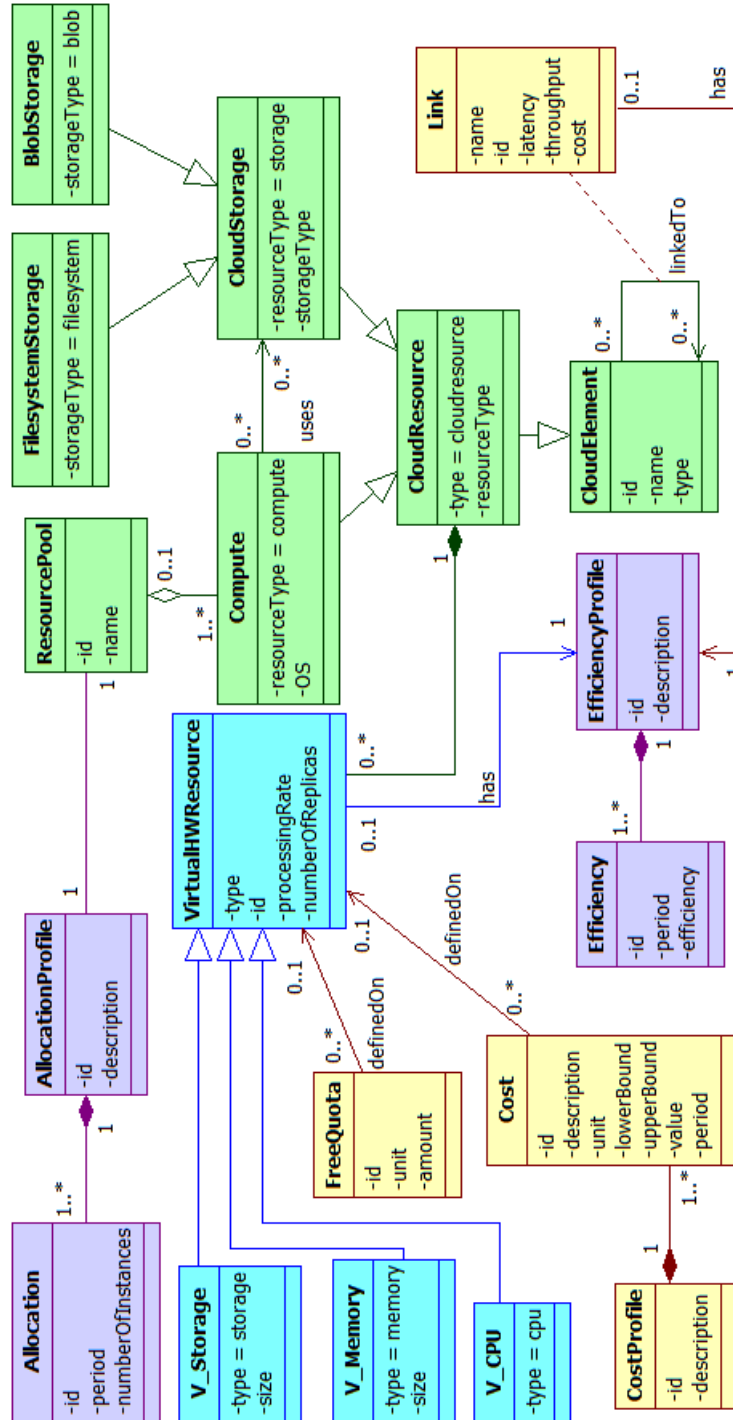 Allocation
-id
-period
-numberOfInstances
1..*
1
AllocationProfile
-id
-description
1
1
ResourcePool
-id
-name
0..1
1..*
FilesystemStorage
-storageType = filesystem
BlobStorage
-storageType = blob
V_Storage
-type = storage
-size
V_Memory
-type = memory
-size
V_CPU
-type = cpu
VirtualHWResource
-type
-id
-processingRate
-numberOfReplicas
Compute
-resourceType = compute
-OS
0..*
uses
0..*
CloudStorage
-resourceType = storage
-storageType
FreeQuota
-id
-unit
-amount
0..*
definedOn
0..1
0..1
definedOn
0..*
0..1
has
1
0..*
1
CloudResource
-type = cloudresource
-resourceType
Link
-name
-id
-latency
-throughput
-cost
0..1
has
CostProfile
-id
-description
1
1..*
Cost
-id
-description
-unit
-lowerBound
-upperBound
-value
-period
Efficiency
-id
-period
-efficiency
1..*
1
EfficiencyProfile
-id
-description
1
CloudElement
-id
-name
-type
0..*
0..*
linkedTo